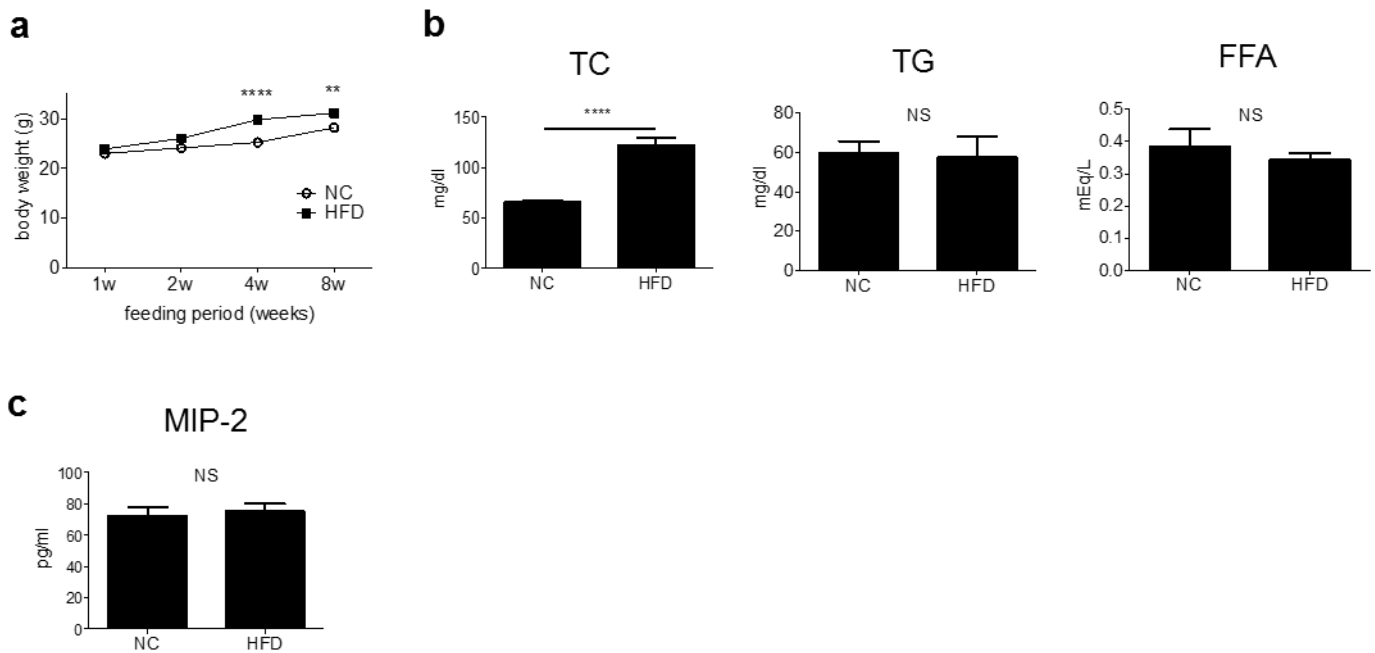 a
body weight (g)
30
20
10
0
**** **
NC
HFD
1w 2w 4w 8w
feeding period (weeks)
b
TC
mg/dl
150
100
50
0
****
NC HFD
TG
mg/dl
80
60
40
20
0
NS
NC HFD
FFA
mEq/L
0.5
0.4
0.3
0.2
0.1
0.0
NS
NC HFD
c
MIP-2
pg/ml
100
80
60
40
20
0
NS
NC HFD